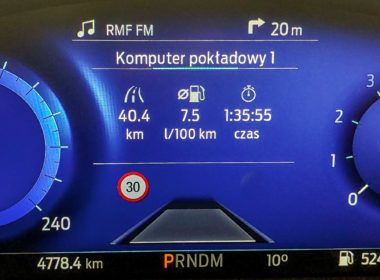 RMF FM
20 m
Komputer pokładowy 1
40.4 7.5 1:35:55
km l/100 km czas
30
3
2
1
0
240
4778.4 km PRNDM 10° 524